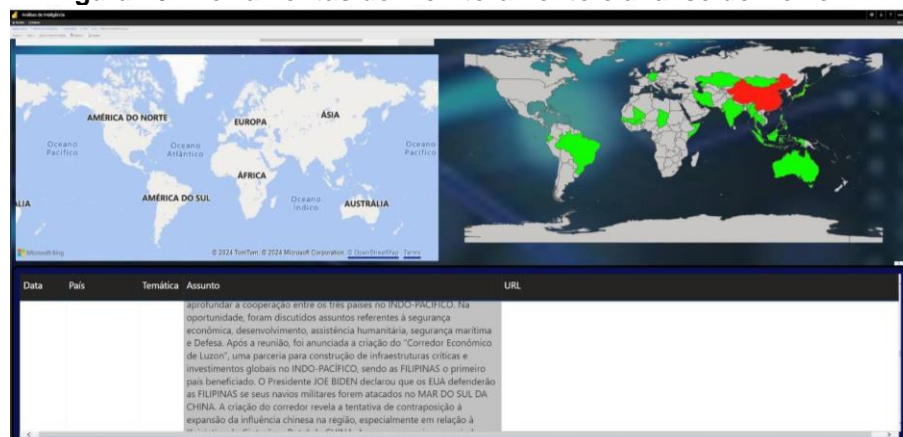 Análises de Inteligência
AMÉRICA DO NORTE
EUROPA
ÁSIA
Oceano
Pacífico
Oceano
Atlântico
Oceano
Pacífico
ÁFRICA
AMÉRICA DO SUL
Oceano
Índico
AUSTRÁLIA
ÁLIA
Microsoft Bing
© 2024 TomTom, © 2024 Microsoft Corporation, © OpenStreetMap Terms
Data País Temática Assunto URL
aprofundar a cooperação entre os três países no INDO-PACÍFICO. Na
oportunidade, foram discutidos assuntos referentes à segurança
econômica, desenvolvimento, assistência humanitária, segurança marítima
e Defesa. Após a reunião, foi anunciada a criação do "Corredor Econômico
de Luzon", uma parceria para construção de infraestruturas críticas e
investimentos globais no INDO-PACÍFICO, sendo as FILIPINAS o primeiro
país beneficiado. O Presidente JOE BIDEN declarou que os EUA defenderão
as FILIPINAS se seus navios militares forem atacados no MAR DO SUL DA
CHINA. A criação do corredor revela a tentativa de contraposição à
expansão da influência chinesa na região, especialmente em relação à